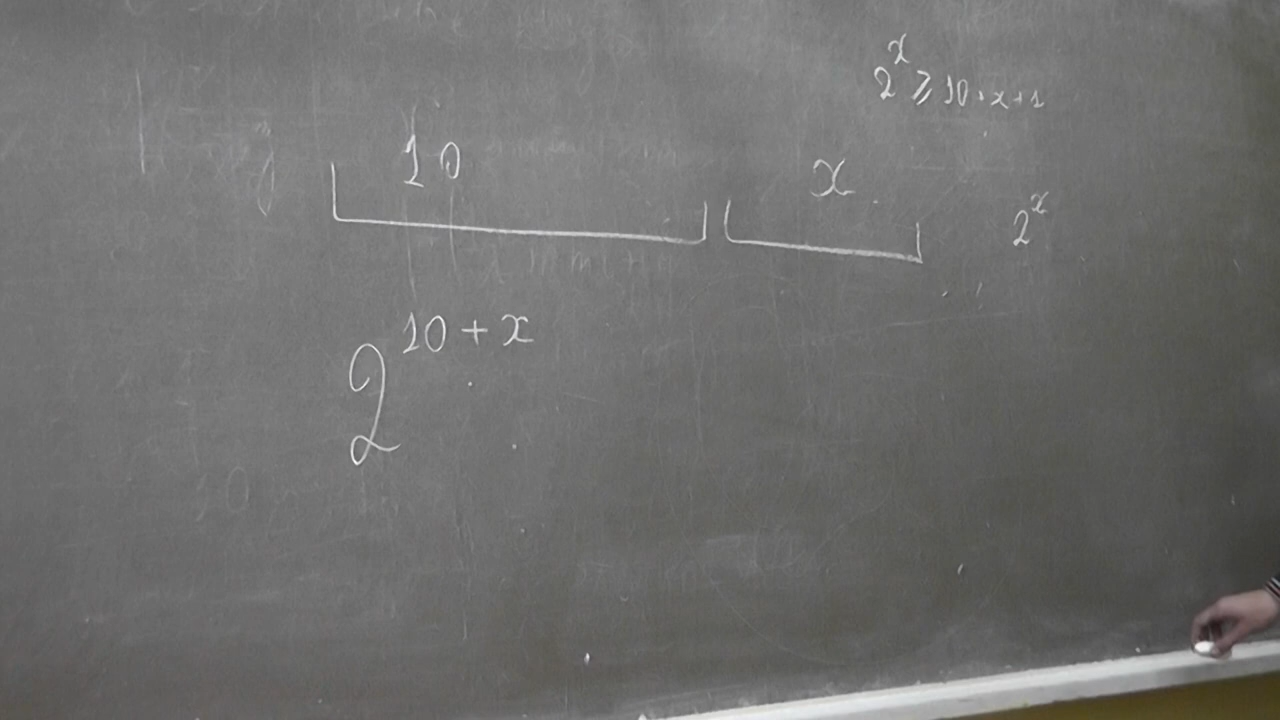 2^x ⩾ 10 + x + 1
10 x
2^x
2^{10 + x}